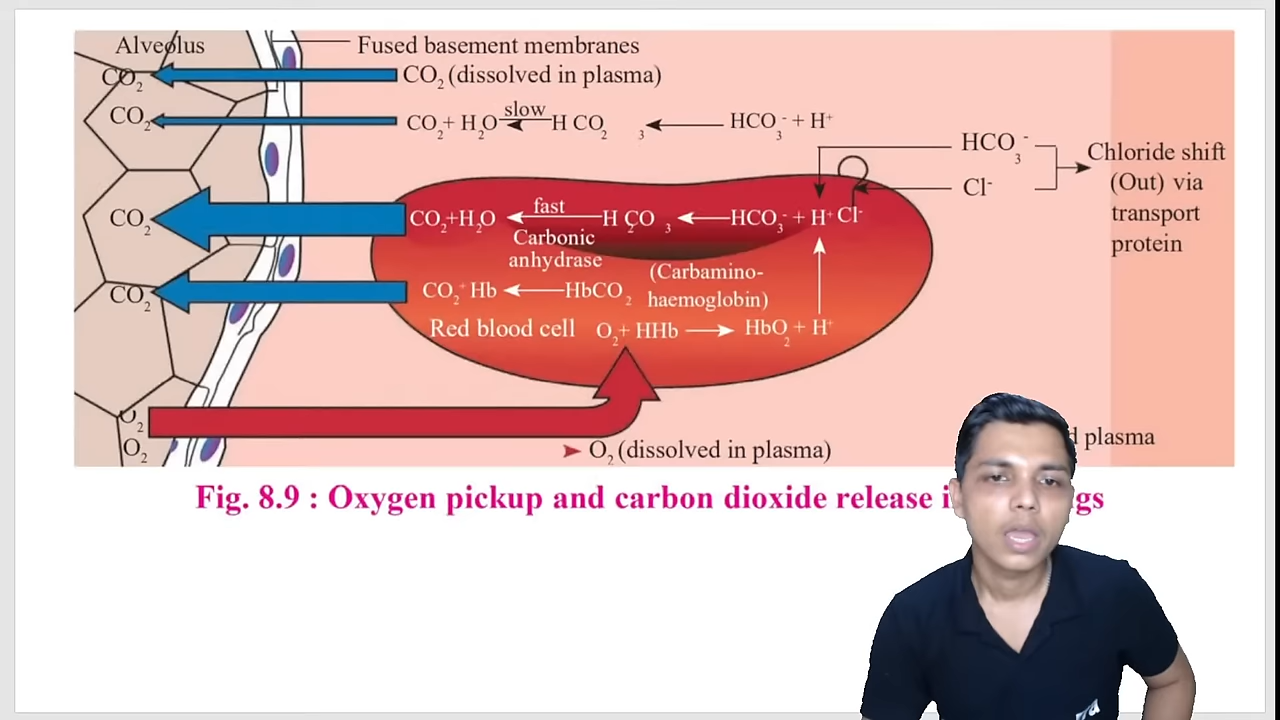 Alveolus
Fused basement membranes
CO₂ CO₂ (dissolved in plasma)
CO₂ CO₂+ H₂O slow H CO₂ ₃ HCO₃⁻ + H⁺
HCO₃⁻
Cl⁻
Chloride shift
(Out) via
transport
protein
CO₂ CO₂+H₂O fast H₂CO ₃ HCO₃⁻ + H⁺ Cl⁻
Carbonic
anhydrase
(Carbamino-
haemoglobin)
CO₂ CO₂⁺ Hb HbCO₂
Red blood cell O₂+ HHb HbO₂ + H⁺
O₂
O₂ O₂ (dissolved in plasma)
plasma
Fig. 8.9 : Oxygen pickup and carbon dioxide release